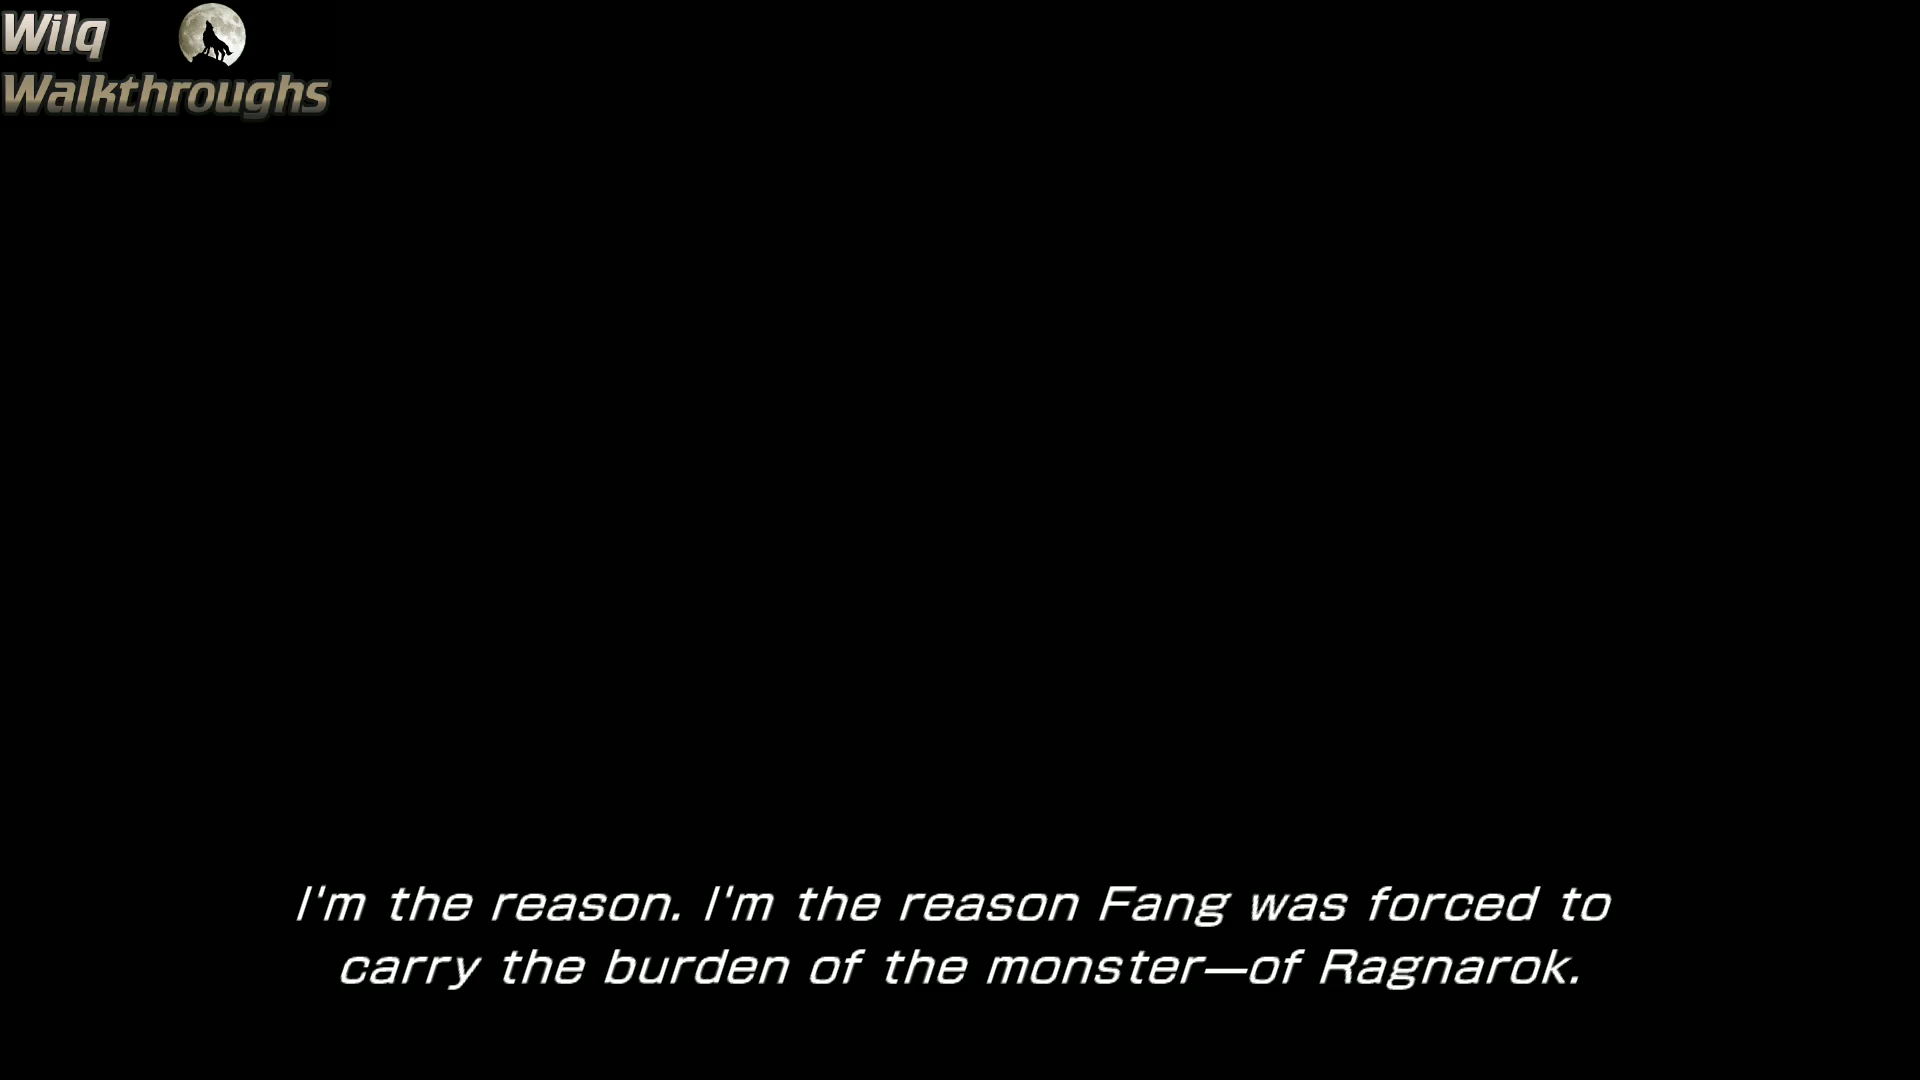 Wilq
Walkthroughs
I'm the reason. I'm the reason Fang was forced to
carry the burden of the monster—of Ragnarok.